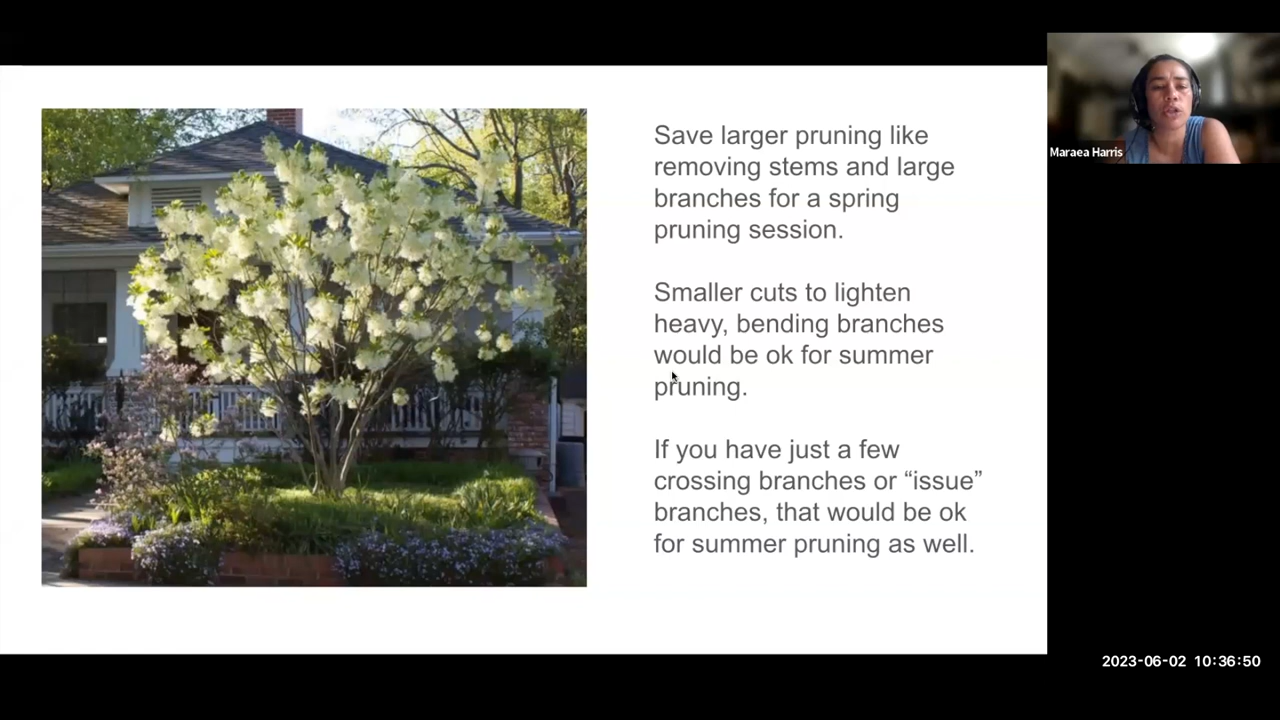 Save larger pruning like
removing stems and large
branches for a spring
pruning session.
Smaller cuts to lighten
heavy, bending branches
would be ok for summer
pruning.
If you have just a few
crossing branches or “issue”
branches, that would be ok
for summer pruning as well.
Maraea Harris
2023-06-02 10:36:50